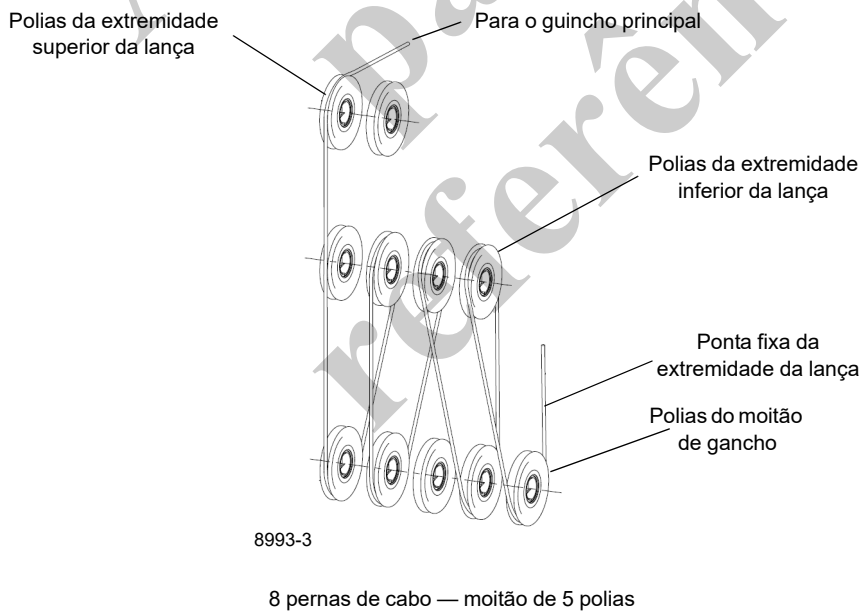 Polias da extremidade
superior da lança
Para o guincho principal
Polias da extremidade
inferior da lança
Ponta fixa da
extremidade da lança
Polias do moitão
de gancho
8993-3
8 pernas de cabo — moitão de 5 polias